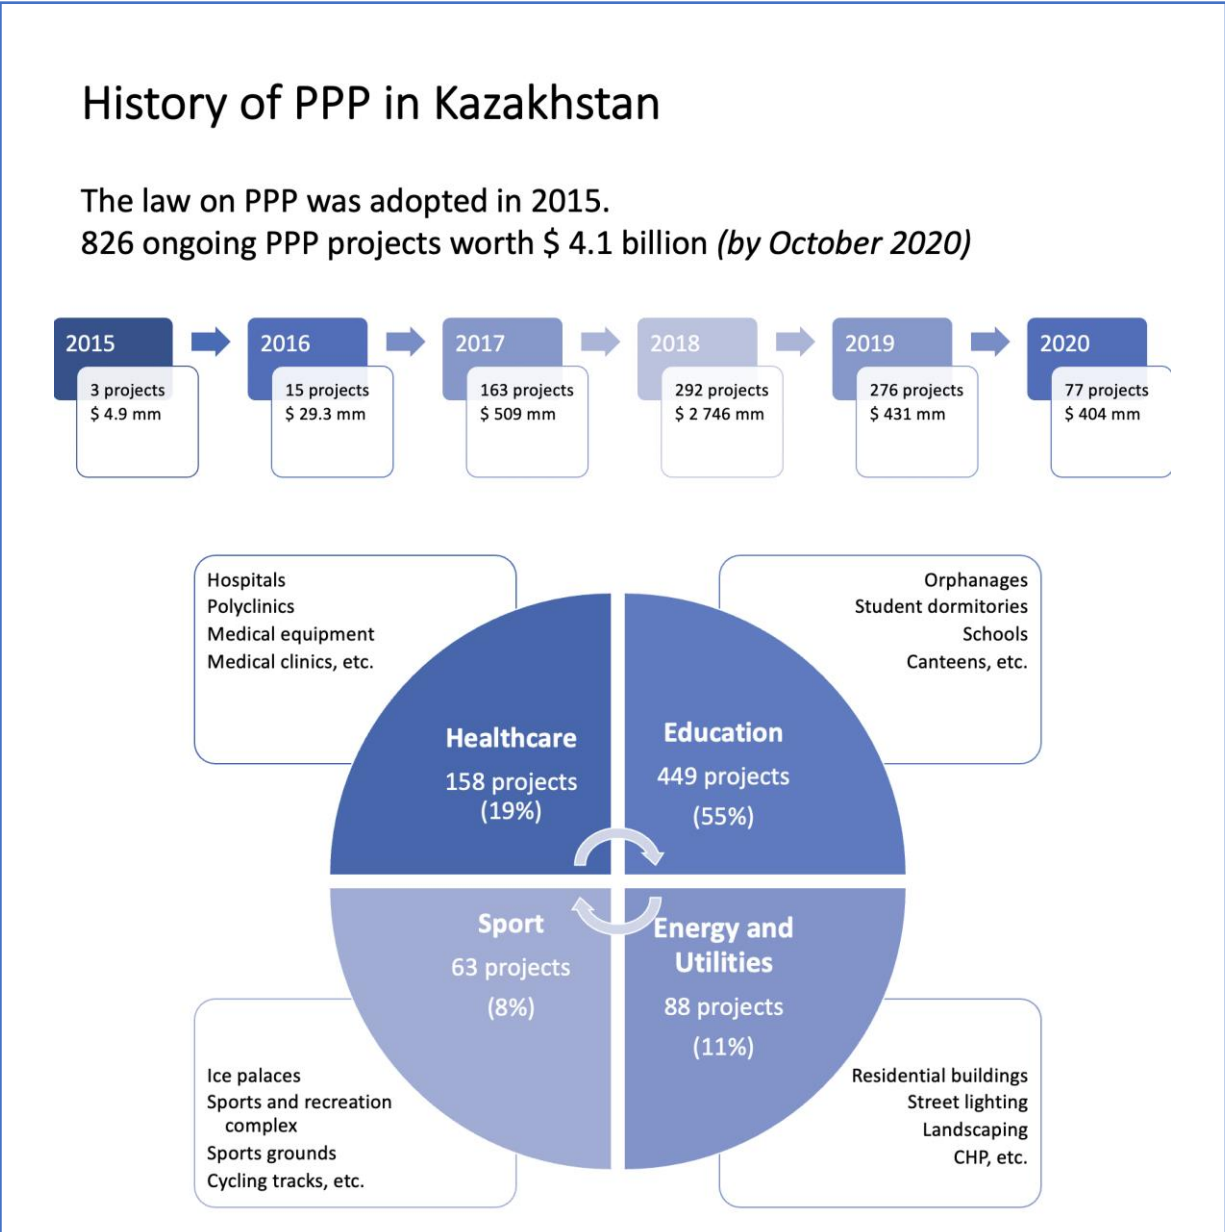 History of PPP in Kazakhstan
The law on PPP was adopted in 2015.
826 ongoing PPP projects worth $ 4.1 billion (by October 2020)
2015
3 projects
$ 4.9 mm
2016
15 projects
$ 29.3 mm
2017
163 projects
$ 509 mm
2018
292 projects
$ 2 746 mm
2019
276 projects
$ 431 mm
2020
77 projects
$ 404 mm
Hospitals
Polyclinics
Medical equipment
Medical clinics, etc.
Orphanages
Student dormitories
Schools
Canteens, etc.
Healthcare
158 projects
(19%)
Education
449 projects
(55%)
Sport
63 projects
(8%)
Energy and
Utilities
88 projects
(11%)
Ice palaces
Sports and recreation
complex
Sports grounds
Cycling tracks, etc.
Residential buildings
Street lighting
Landscaping
CHP, etc.